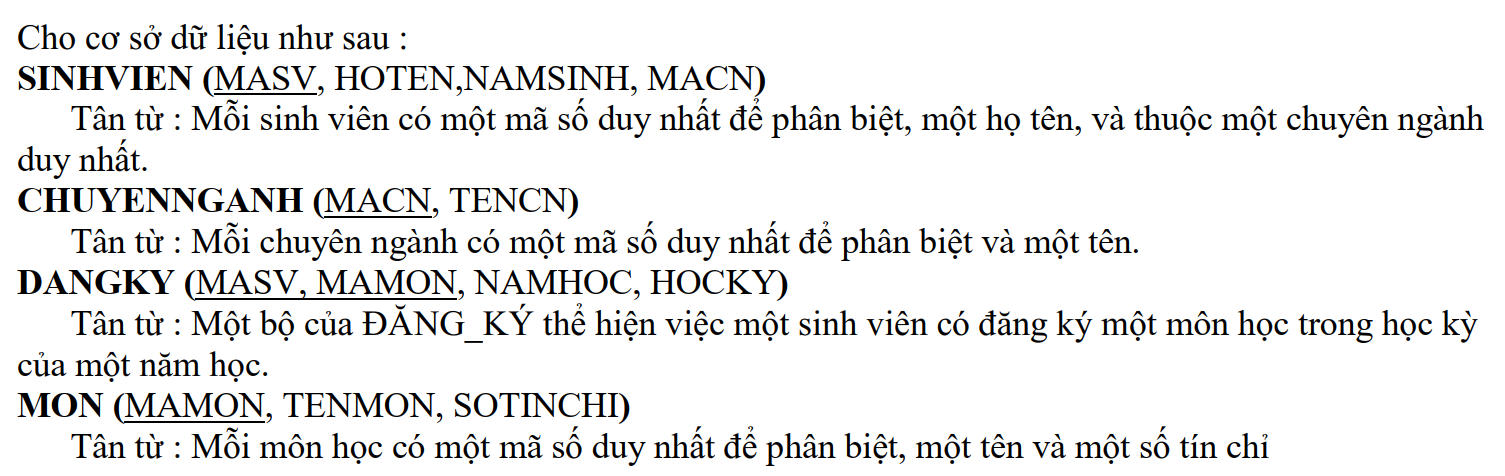 Cho cơ sở dữ liệu như sau :
SINHVIEN (MASV, HOTEN,NAMSINH, MACN)
Tân từ : Mỗi sinh viên có một mã số duy nhất để phân biệt, một họ tên, và thuộc một chuyên ngành
duy nhất.
CHUYENNGANH (MACN, TENCN)
Tân từ : Mỗi chuyên ngành có một mã số duy nhất để phân biệt và một tên.
DANGKY (MASV, MAMON, NAMHOC, HOCKY)
Tân từ : Một bộ của ĐĂNG_KÝ thể hiện việc một sinh viên có đăng ký một môn học trong học kỳ
của một năm học.
MON (MAMON, TENMON, SOTINCHI)
Tân từ : Mỗi môn học có một mã số duy nhất để phân biệt, một tên và một số tín chỉ